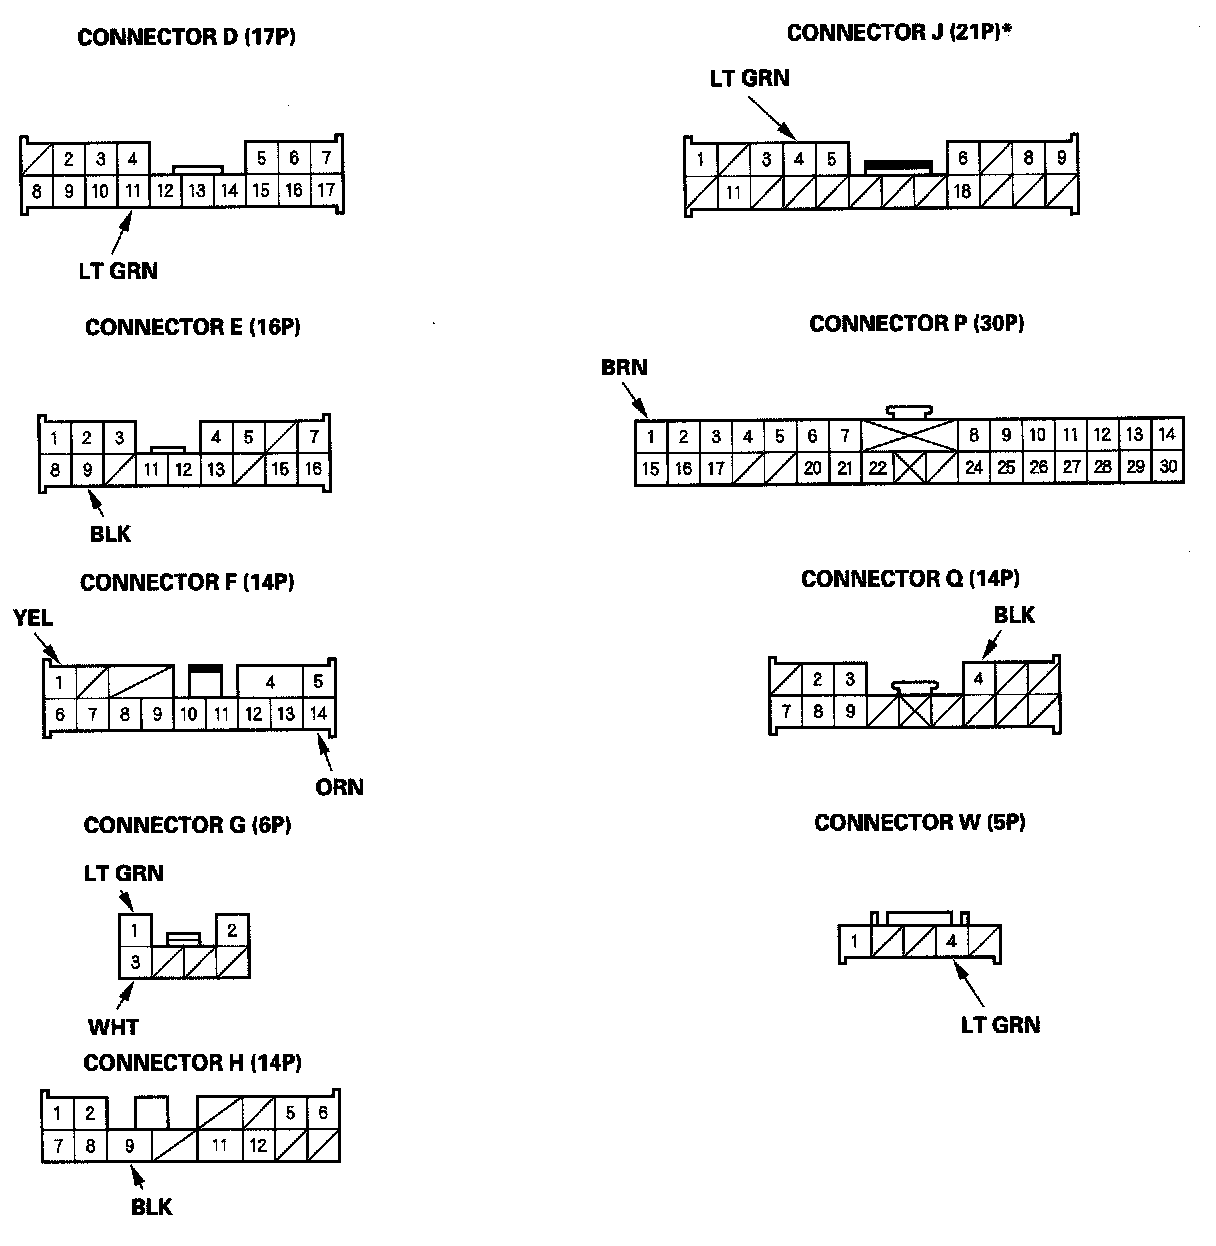 CONNECTOR D (17P)
2 3 4 5 6 7
8 9 10 11 12 13 14 15 16 17
LT GRN
CONNECTOR E (16P)
1 2 3 4 5 7
8 9 11 12 13 15 16
BLK
CONNECTOR F (14P)
YEL
1 4 5
6 7 8 9 10 11 12 13 14
ORN
CONNECTOR G (6P)
LT GRN
1 2
3
WHT
CONNECTOR H (14P)
1 2 5 6
7 8 9 11 12
BLK
CONNECTOR J (21P)*
LT GRN
1 3 4 5 6 8 9
11 18
CONNECTOR P (30P)
BRN
1 2 3 4 5 6 7 8 9 10 11 12 13 14
15 16 17 20 21 22 24 25 26 27 28 29 30
CONNECTOR Q (14P)
BLK
2 3 4
7 8 9
CONNECTOR W (5P)
1 4
LT GRN